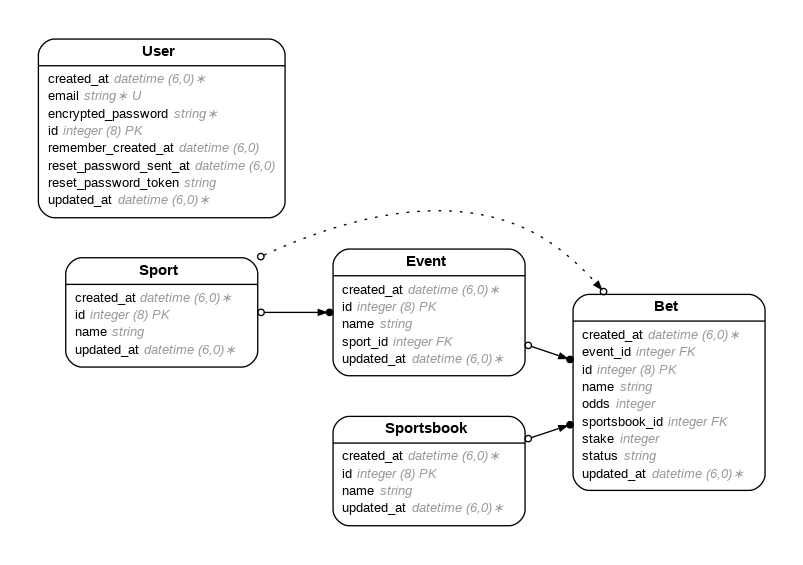 User
created_at datetime (6,0)∗
email string∗ U
encrypted_password string∗
id integer (8) PK
remember_created_at datetime (6,0)
reset_password_sent_at datetime (6,0)
reset_password_token string
updated_at datetime (6,0)∗
Sport
created_at datetime (6,0)∗
id integer (8) PK
name string
updated_at datetime (6,0)∗
Event
created_at datetime (6,0)∗
id integer (8) PK
name string
sport_id integer FK
updated_at datetime (6,0)∗
Sportsbook
created_at datetime (6,0)∗
id integer (8) PK
name string
updated_at datetime (6,0)∗
Bet
created_at datetime (6,0)∗
event_id integer FK
id integer (8) PK
name string
odds integer
sportsbook_id integer FK
stake integer
status string
updated_at datetime (6,0)∗